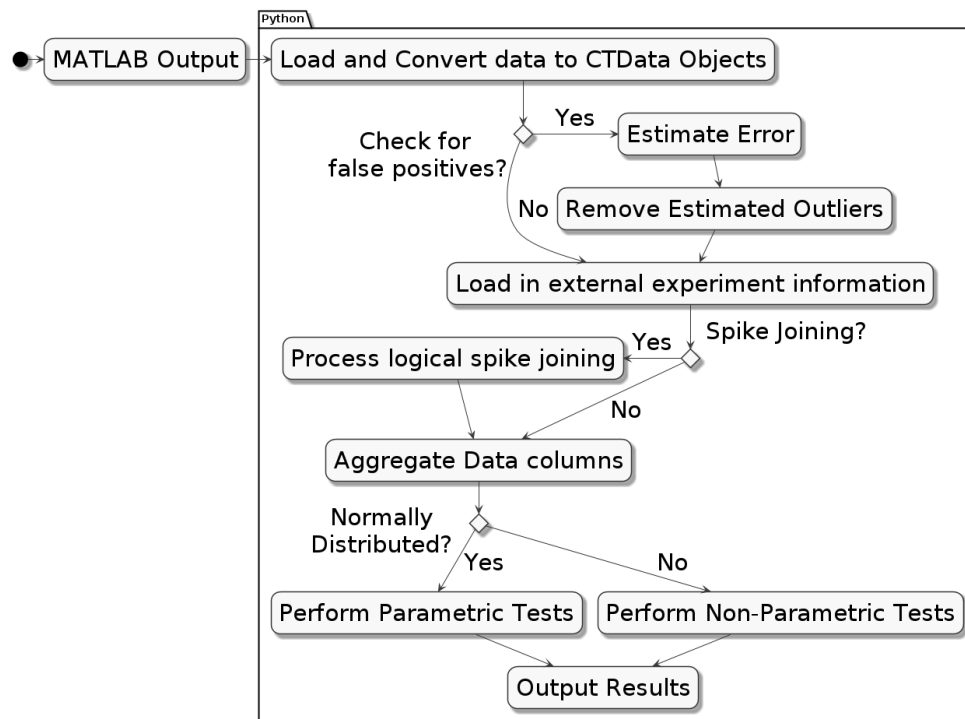 Python
MATLAB Output
Load and Convert data to CTData Objects
Yes
Check for
false positives?
Estimate Error
No
Remove Estimated Outliers
Load in external experiment information
Spike Joining?
Yes
Process logical spike joining
No
Aggregate Data columns
Normally
Distributed?
Yes
No
Perform Parametric Tests
Perform Non-Parametric Tests
Output Results